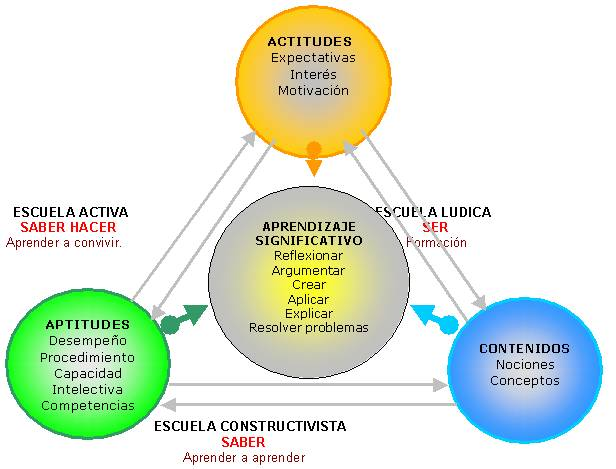 ACTITUDES
Expectativas
Interés
Motivación
ESCUELA ACTIVA
SABER HACER
Aprender a convivir.
APRENDIZAJE
SIGNIFICATIVO
Reflexionar
Argumentar
Crear
Aplicar
Explicar
Resolver problemas
ESCUELA LUDICA
SER
Formación
APTITUDES
Desempeño
Procedimiento
Capacidad
Intelectiva
Competencias
CONTENIDOS
Nociones
Conceptos
ESCUELA CONSTRUCTIVISTA
SABER
Aprender a aprender